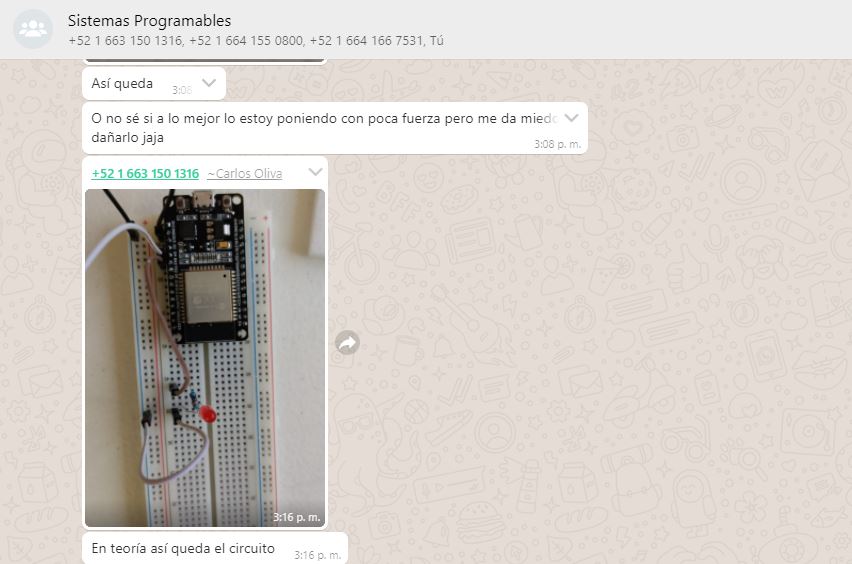 Sistemas Programables
+52 1 663 150 1316, +52 1 664 155 0800, +52 1 664 166 7531, Tú
Así queda
3:08
O no sé si a lo mejor lo estoy poniendo con poca fuerza pero me da miedo
dañarlo jaja
3:08 p. m.
+52 1 663 150 1316 ~Carlos Oliva
3:16 p. m.
En teoría así queda el circuito
3:16 p. m.